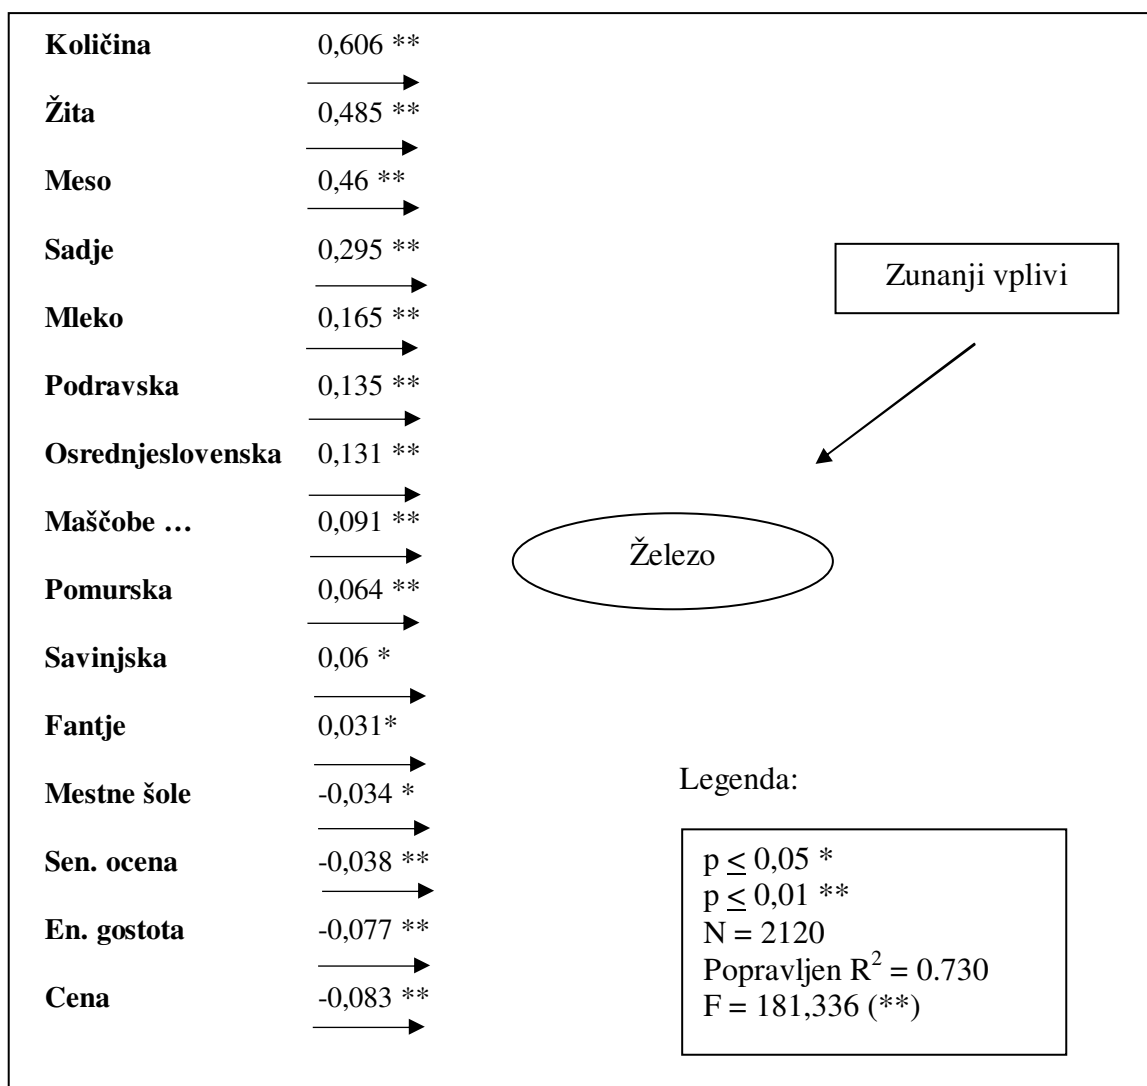 Količina 0,606 **
Žita 0,485 **
Meso 0,46 **
Sadje 0,295 **
Zunanji vplivi
Mleko 0,165 **
Podravska 0,135 **
Osrednjeslovenska 0,131 **
Maščobe … 0,091 **
Železo
Pomurska 0,064 **
Savinjska 0,06 *
Fantje 0,031*
Mestne šole -0,034 *
Sen. ocena -0,038 **
En. gostota -0,077 **
Cena -0,083 **
Legenda:
p ≤ 0,05 *
p ≤ 0,01 **
N = 2120
Popravljen R² = 0.730
F = 181,336 (**)